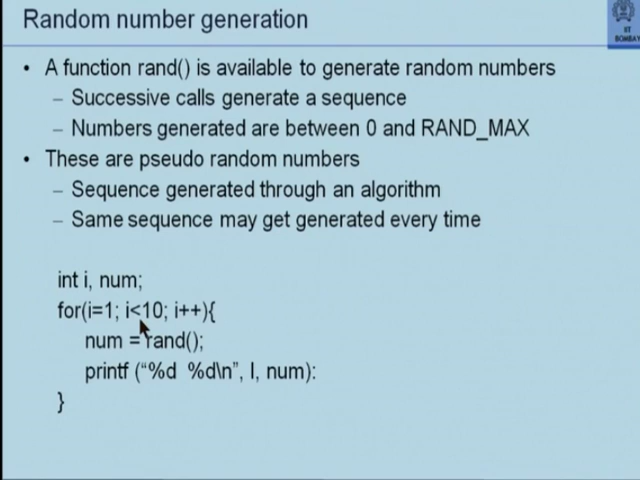 Random number generation
IIT
BOMBAY
• A function rand() is available to generate random numbers
– Successive calls generate a sequence
– Numbers generated are between 0 and RAND_MAX
• These are pseudo random numbers
– Sequence generated through an algorithm
– Same sequence may get generated every time
int i, num;
for(i=1; i<10; i++){
num = rand();
printf (“%d  %d\n”, I, num):
}